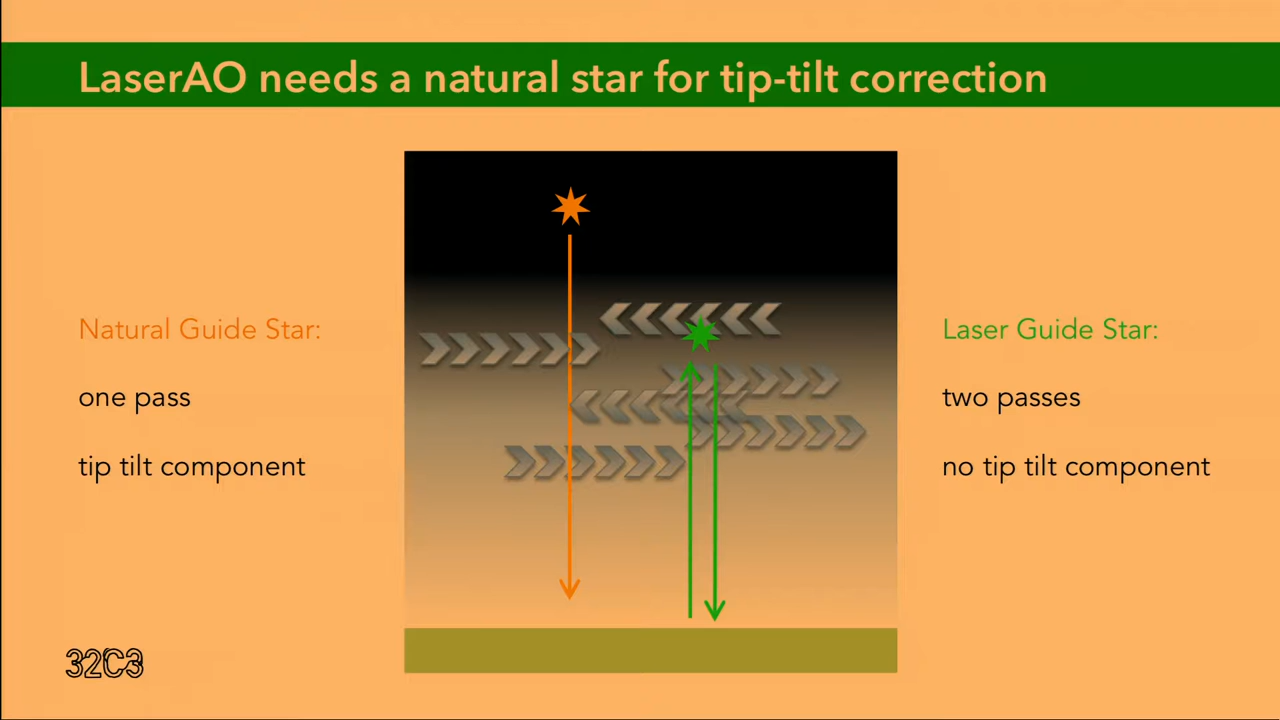 LaserAO needs a natural star for tip-tilt correction
Natural Guide Star:
one pass
tip tilt component
Laser Guide Star:
two passes
no tip tilt component
32C3